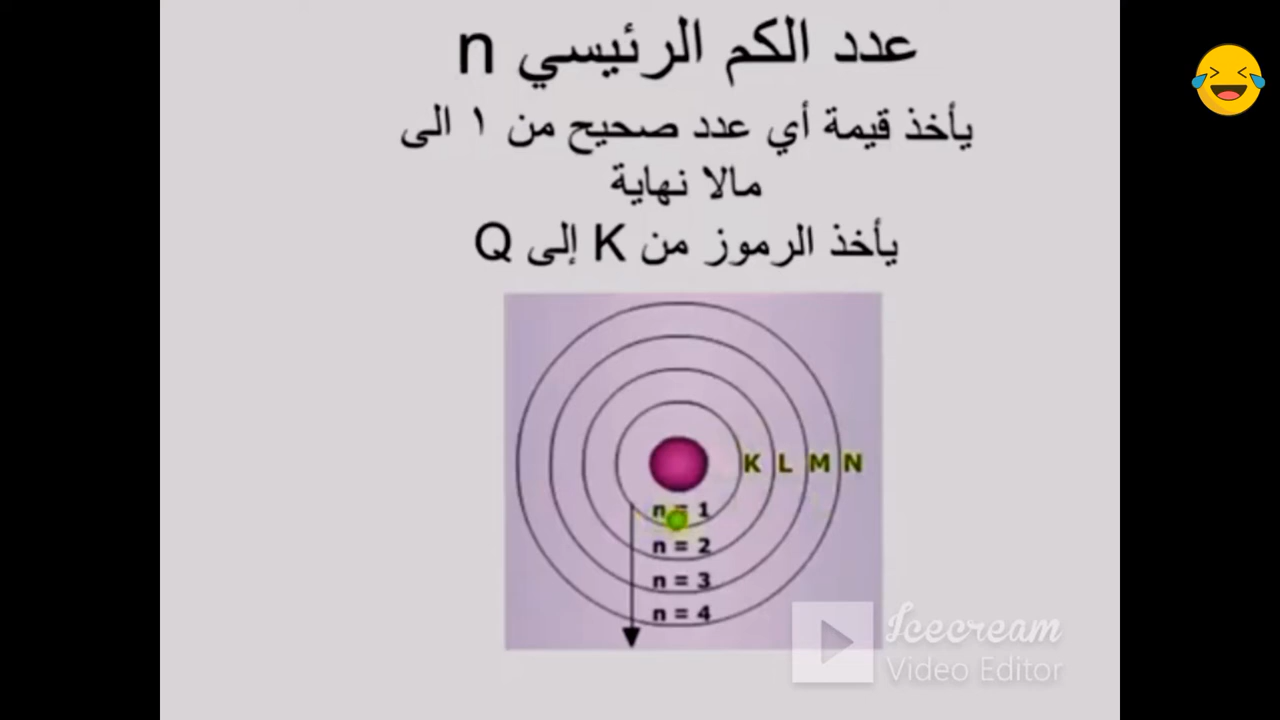 عدد الكم الرئيسي n
يأخذ قيمة أي عدد صحيح من ١ الى
مالا نهاية
يأخذ الرموز من K إلى Q
K L M N
n = 1
n = 2
n = 3
n = 4
Icecream
Video Editor